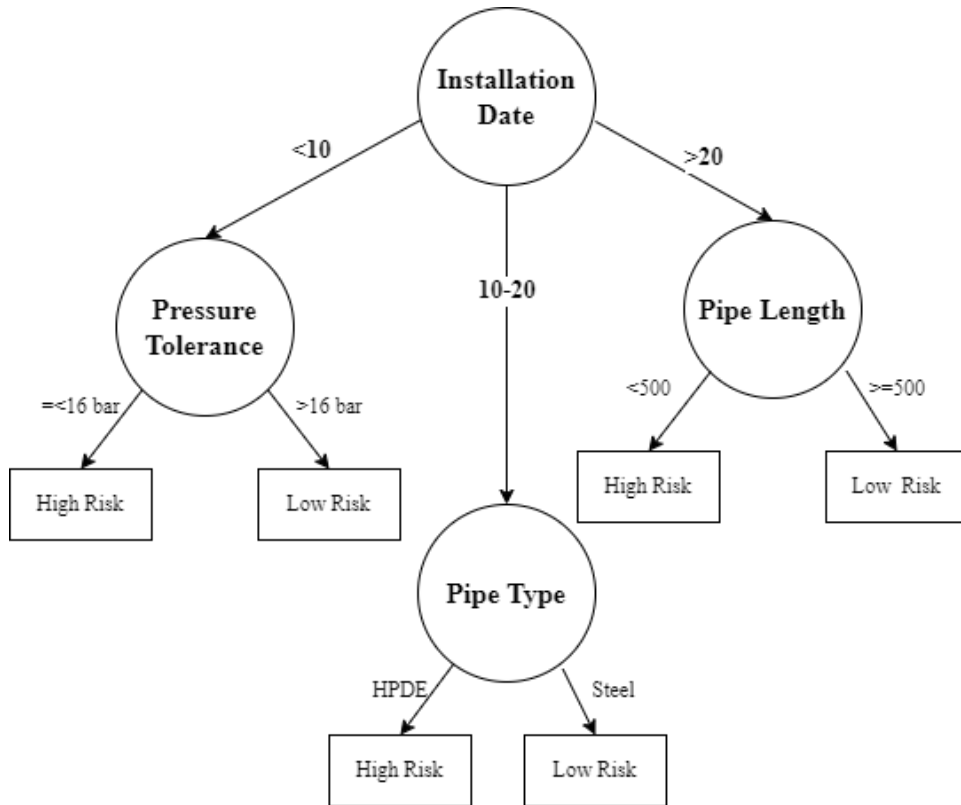 Installation
Date
<10
>20
10-20
Pressure
Tolerance
Pipe Length
=<16 bar
>16 bar
<500
>=500
High Risk
Low Risk
High Risk
Low  Risk
Pipe Type
HPDE
Steel
High Risk
Low Risk